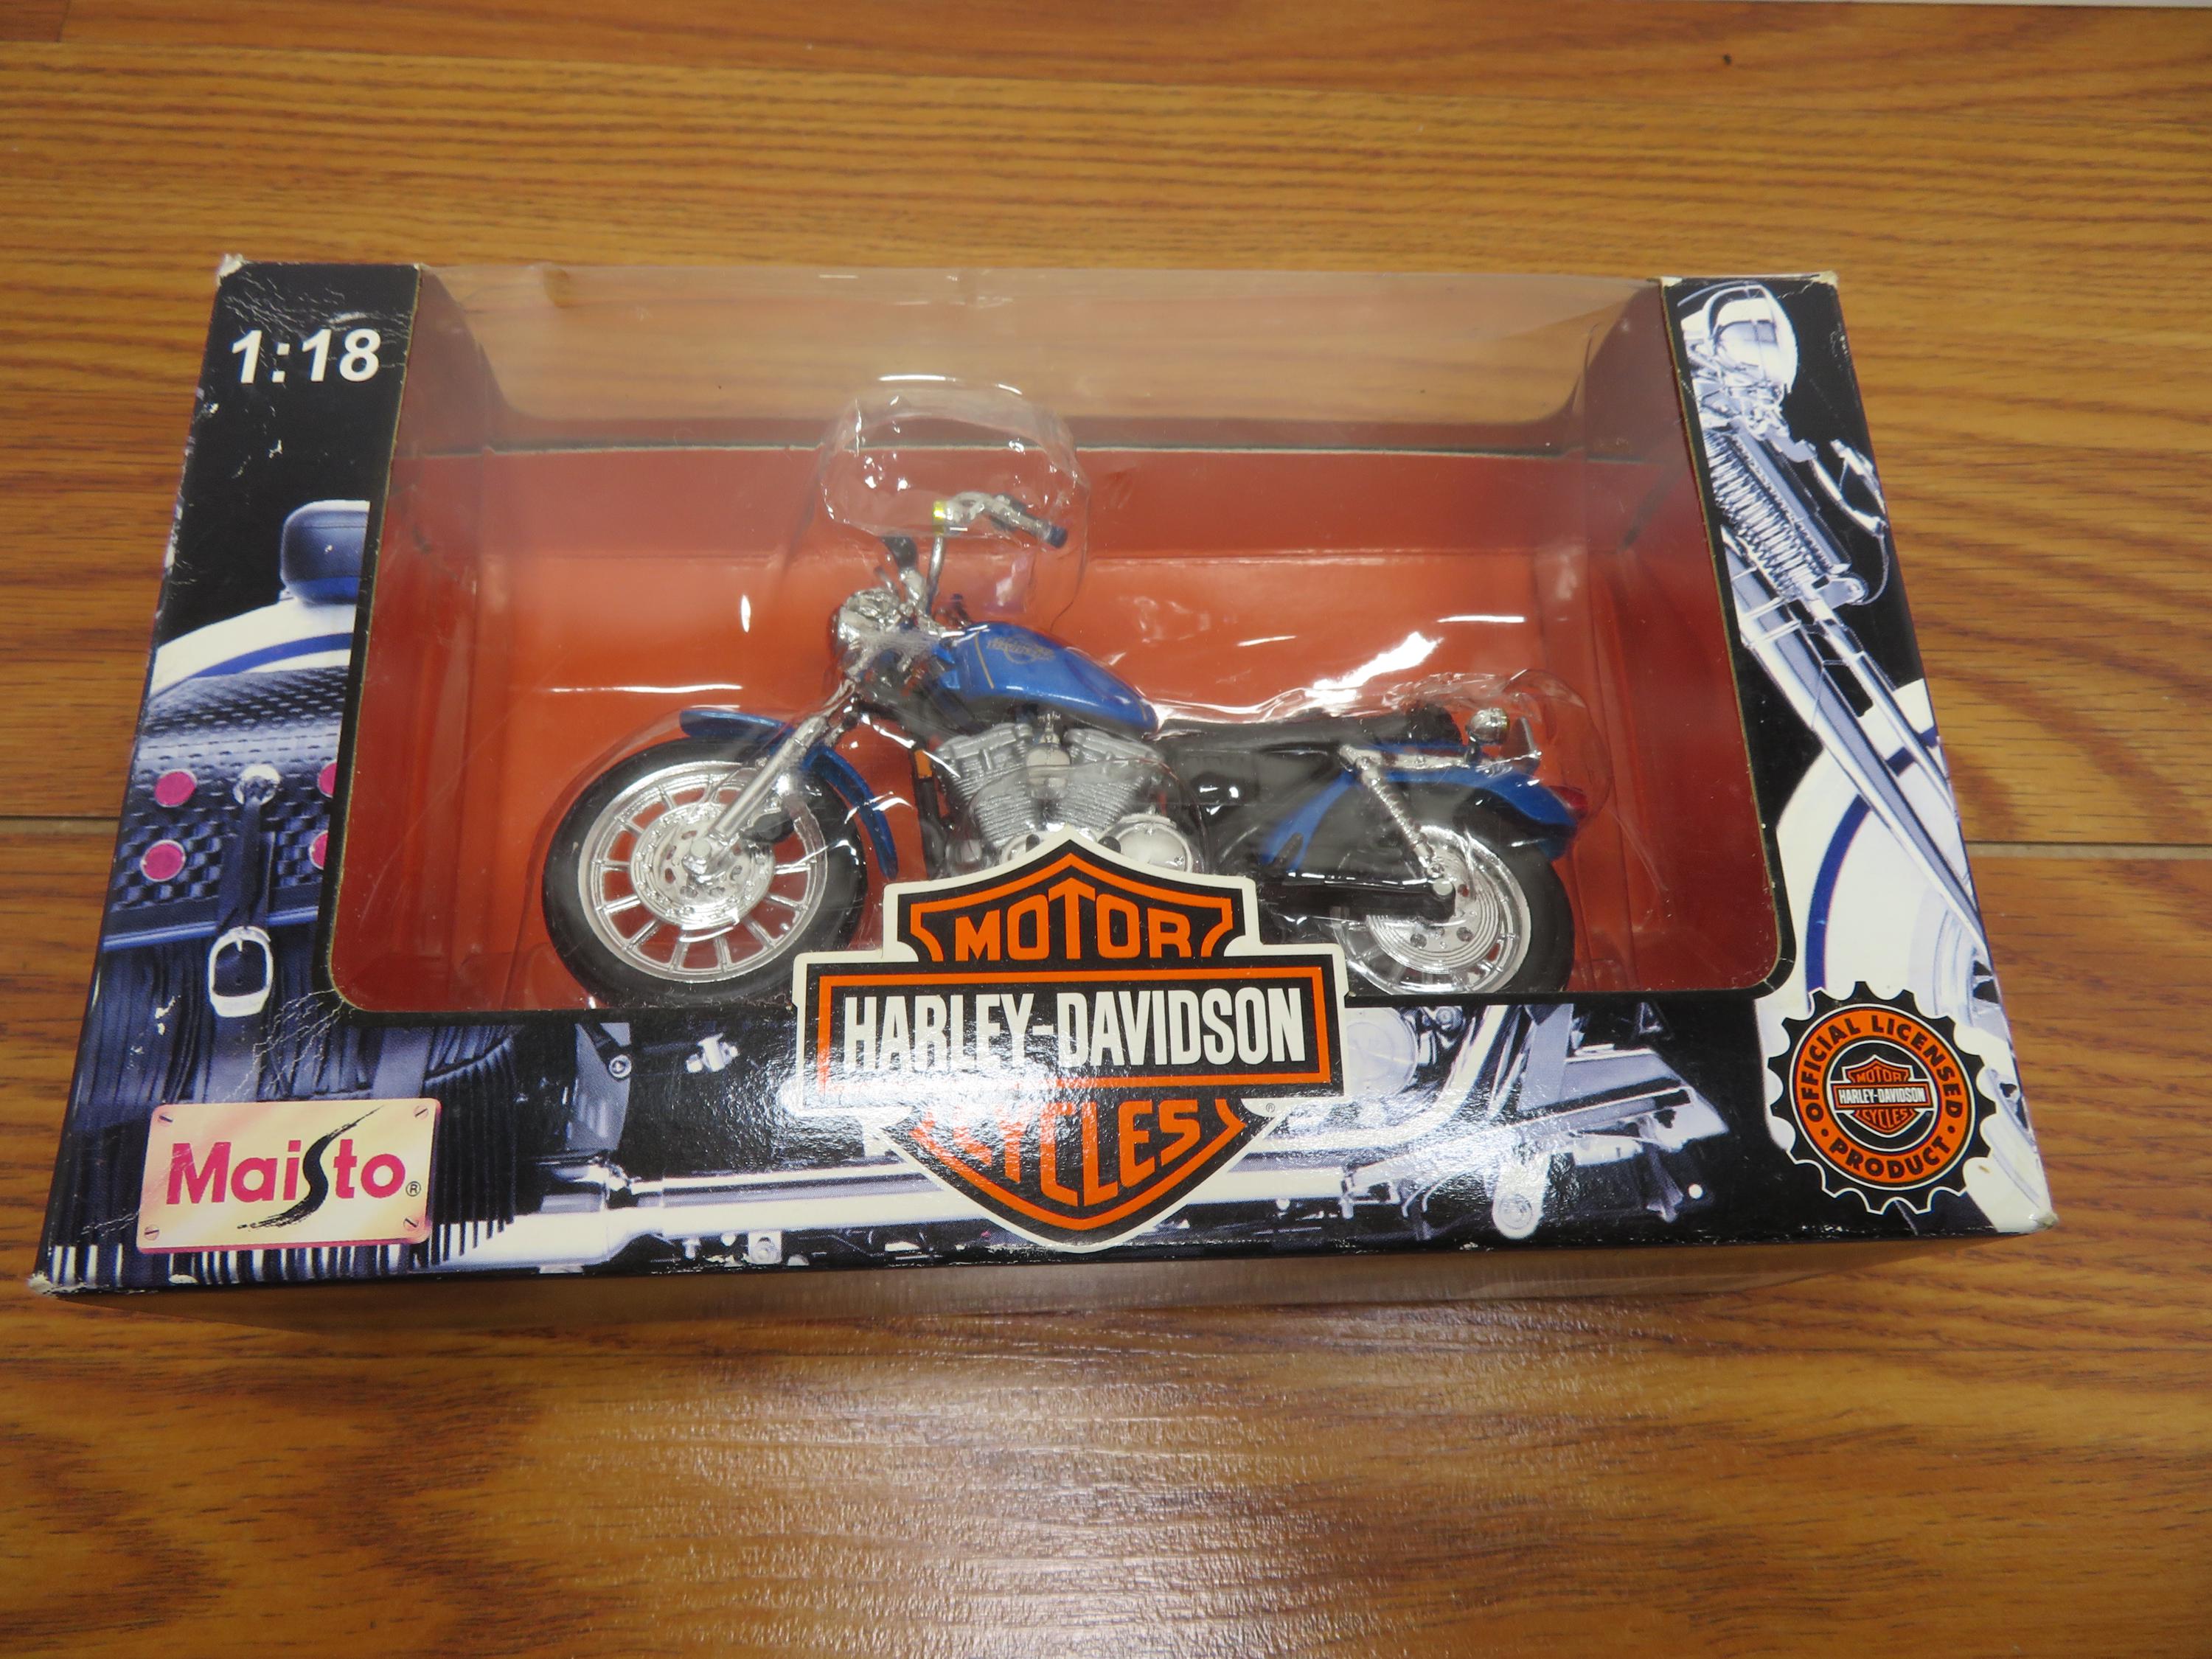 1:18
MOTOR
HARLEY-DAVIDSON
CYCLES
®
Maisto®
OFFICIAL LICENSED
MOTOR
HARLEY-DAVIDSON
CYCLES
PRODUCT